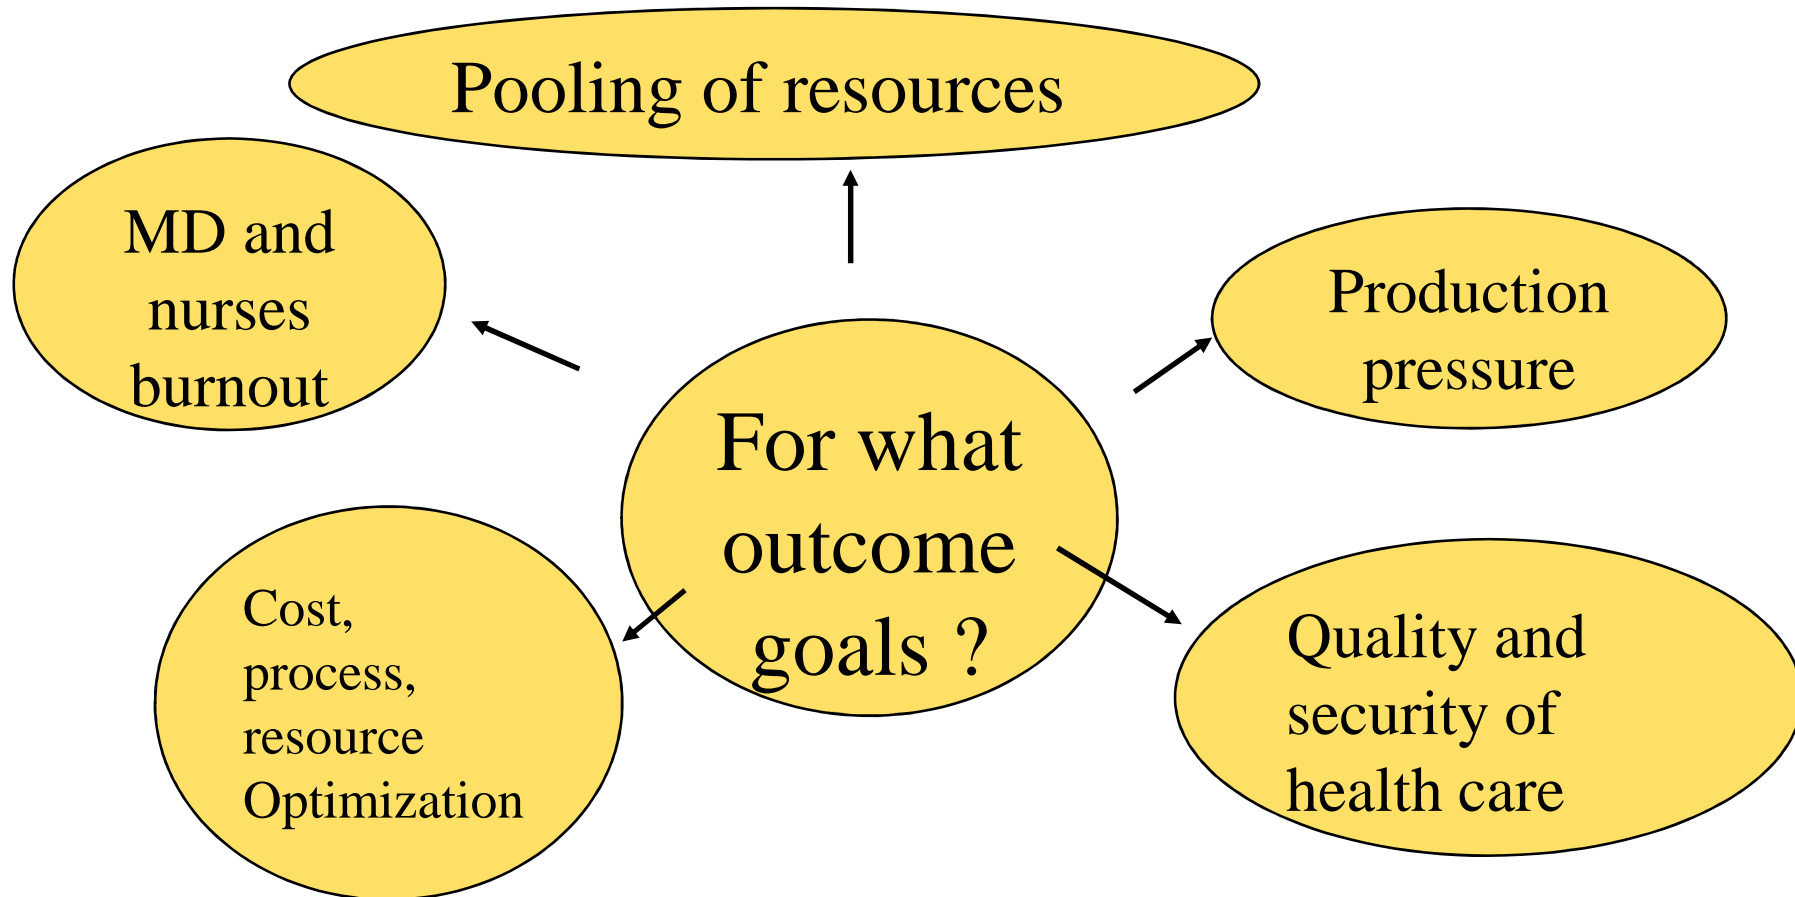 Pooling of resources
MD and
nurses
burnout
Production
pressure
For what
outcome
goals ?
Cost,
process,
resource
Optimization
Quality and
security of
health care